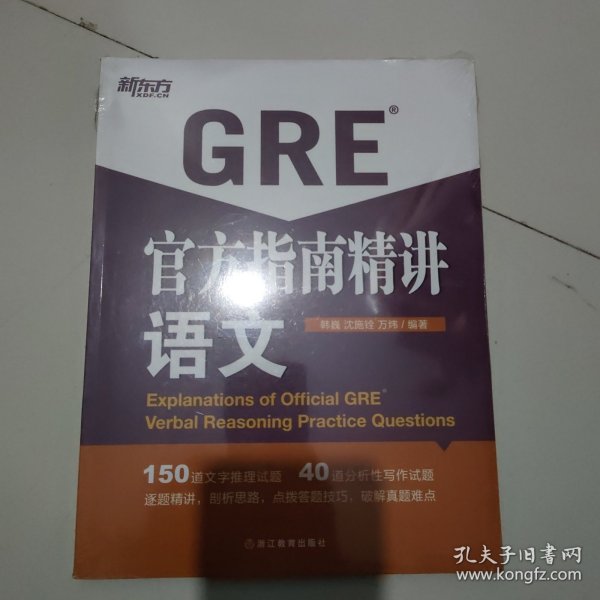 新东方
XDF.CN
GRE®
官方指南精讲
语文
韩巍 沈施铨 万炜/编著
Explanations of Official GRE®
Verbal Reasoning Practice Questions
150道文字推理试题 40道分析性写作试题
逐题精讲，剖析思路，点拨答题技巧，破解真题难点
浙江教育出版社
孔夫子旧书网
www.kongfz.com